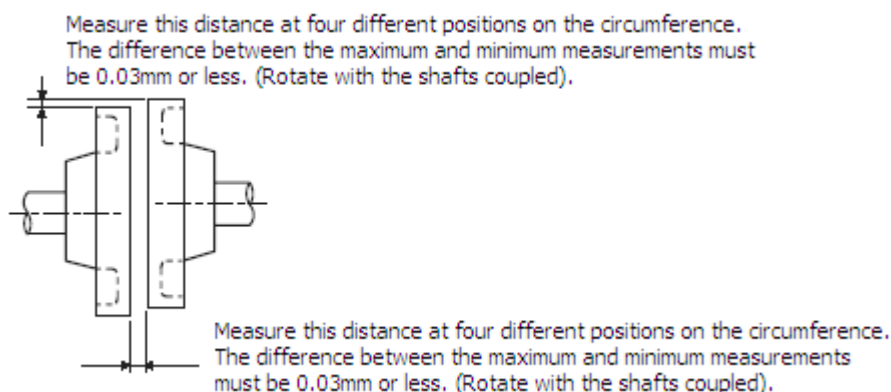 Measure this distance at four different positions on the circumference.
The difference between the maximum and minimum measurements must
be 0.03mm or less. (Rotate with the shafts coupled).
Measure this distance at four different positions on the circumference.
The difference between the maximum and minimum measurements
must be 0.03mm or less. (Rotate with the shafts coupled).